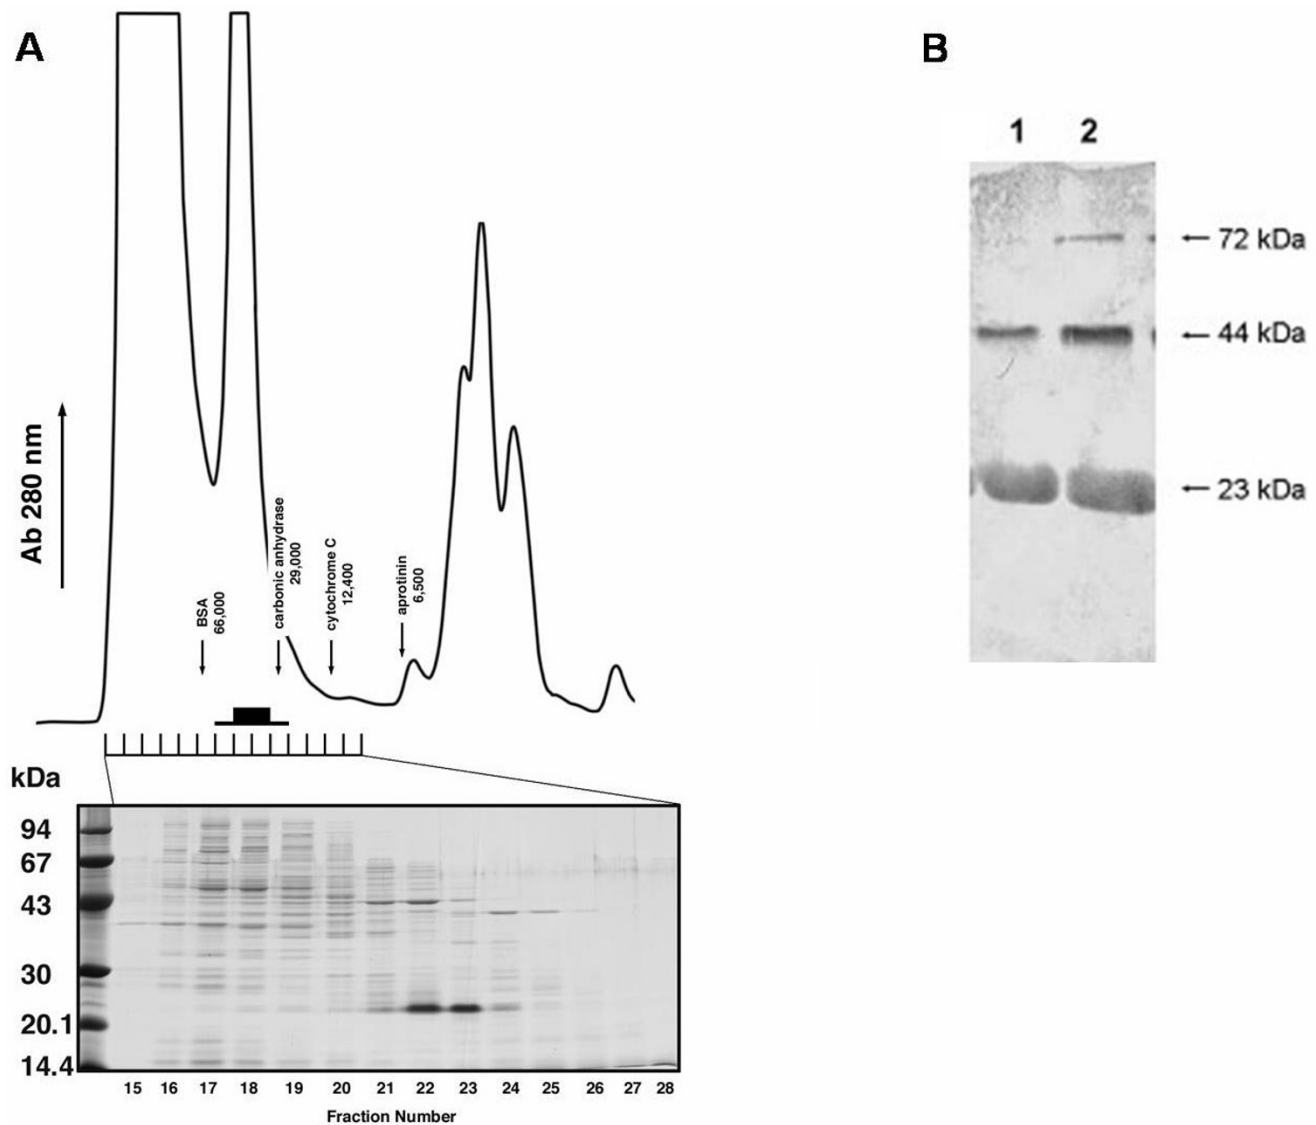 A
B
1 2
72 kDa
44 kDa
23 kDa
Ab 280 nm
BSA
66,000
carbonic anhydrase
29,000
cytochrome C
12,400
aprotinin
6,500
kDa
94
67
43
30
20.1
14.4
15 16 17 18 19 20 21 22 23 24 25 26 27 28
Fraction Number